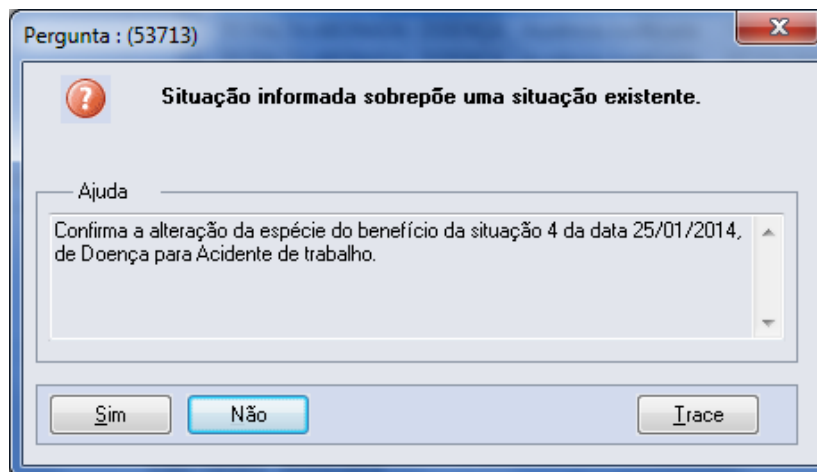 Pergunta : (53713)
Situação informada sobrepõe uma situação existente.
Ajuda
Confirma a alteração da espécie do benefício da situação 4 da data 25/01/2014,
de Doença para Acidente de trabalho.
Sim
Não
Trace